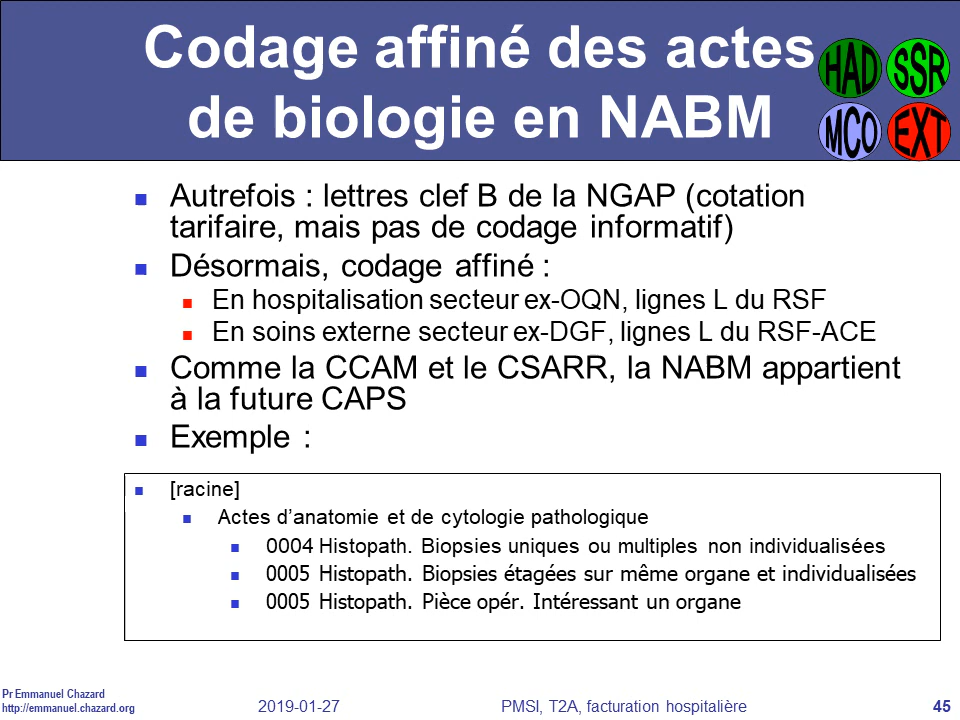 Codage affiné des actes
de biologie en NABM
HAD SSR
MCO EXT
Autrefois : lettres clef B de la NGAP (cotation
tarifaire, mais pas de codage informatif)
Désormais, codage affiné :
En hospitalisation secteur ex-OQN, lignes L du RSF
En soins externe secteur ex-DGF, lignes L du RSF-ACE
Comme la CCAM et le CSARR, la NABM appartient
à la future CAPS
Exemple :
[racine]
Actes d’anatomie et de cytologie pathologique
0004 Histopath. Biopsies uniques ou multiples non individualisées
0005 Histopath. Biopsies étagées sur même organe et individualisées
0005 Histopath. Pièce opér. Intéressant un organe
Pr Emmanuel Chazard
http://emmanuel.chazard.org
2019-01-27
PMSI, T2A, facturation hospitalière
45